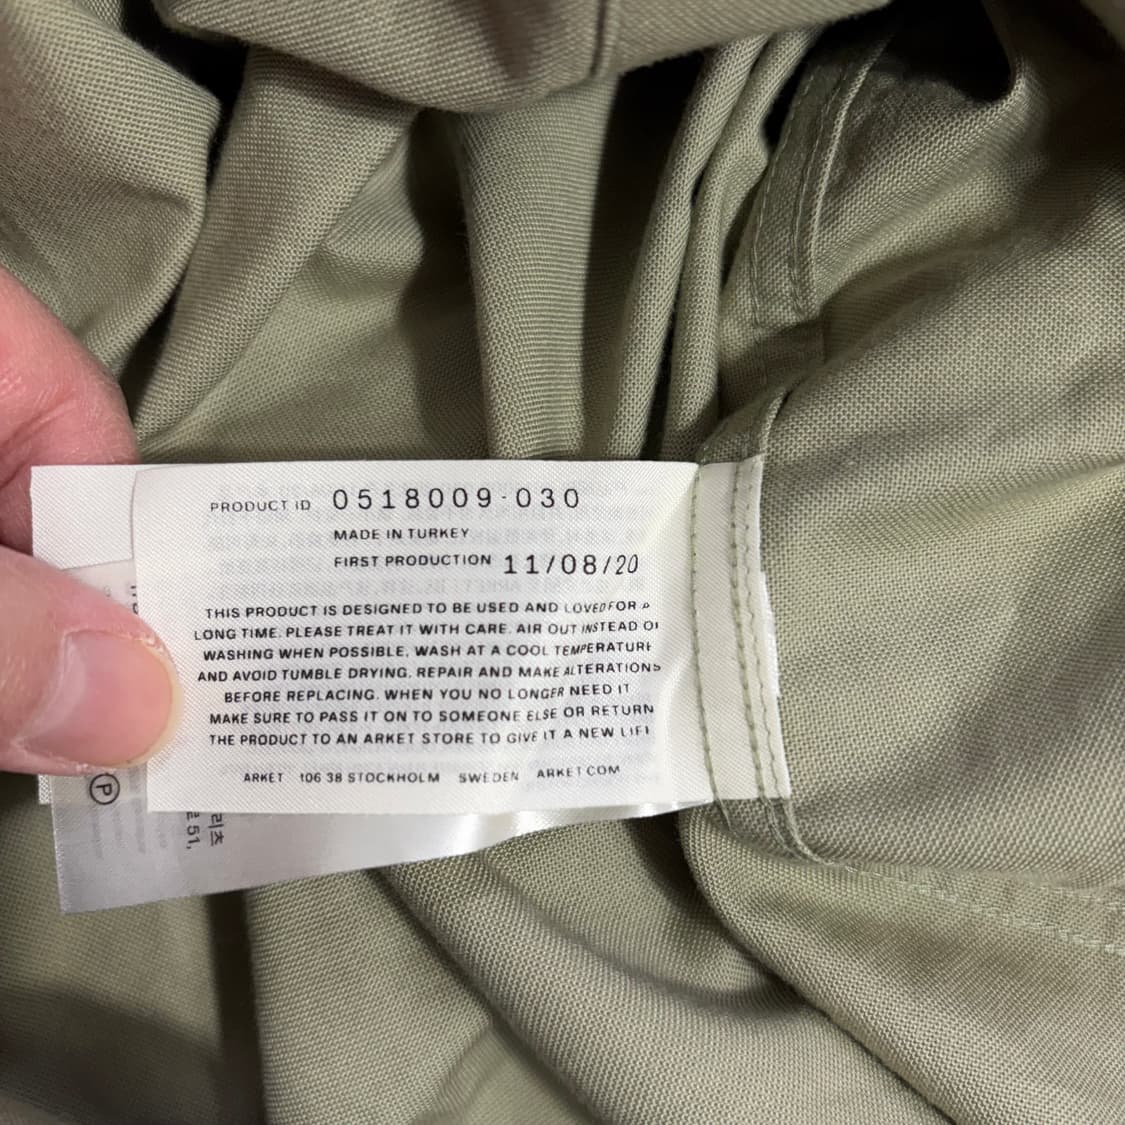 PRODUCT ID 0518009-030
MADE IN TURKEY
FIRST PRODUCTION 11/08/20
THIS PRODUCT IS DESIGNED TO BE USED AND LOVED FOR A
LONG TIME. PLEASE TREAT IT WITH CARE. AIR OUT INSTEAD OF
WASHING WHEN POSSIBLE, WASH AT A COOL TEMPERATURE
AND AVOID TUMBLE DRYING. REPAIR AND MAKE ALTERATIONS
BEFORE REPLACING. WHEN YOU NO LONGER NEED IT
MAKE SURE TO PASS IT ON TO SOMEONE ELSE OR RETURN
THE PRODUCT TO AN ARKET STORE TO GIVE IT A NEW LIFE
ARKET 106 38 STOCKHOLM SWEDEN ARKET.COM
P
리츠
51,